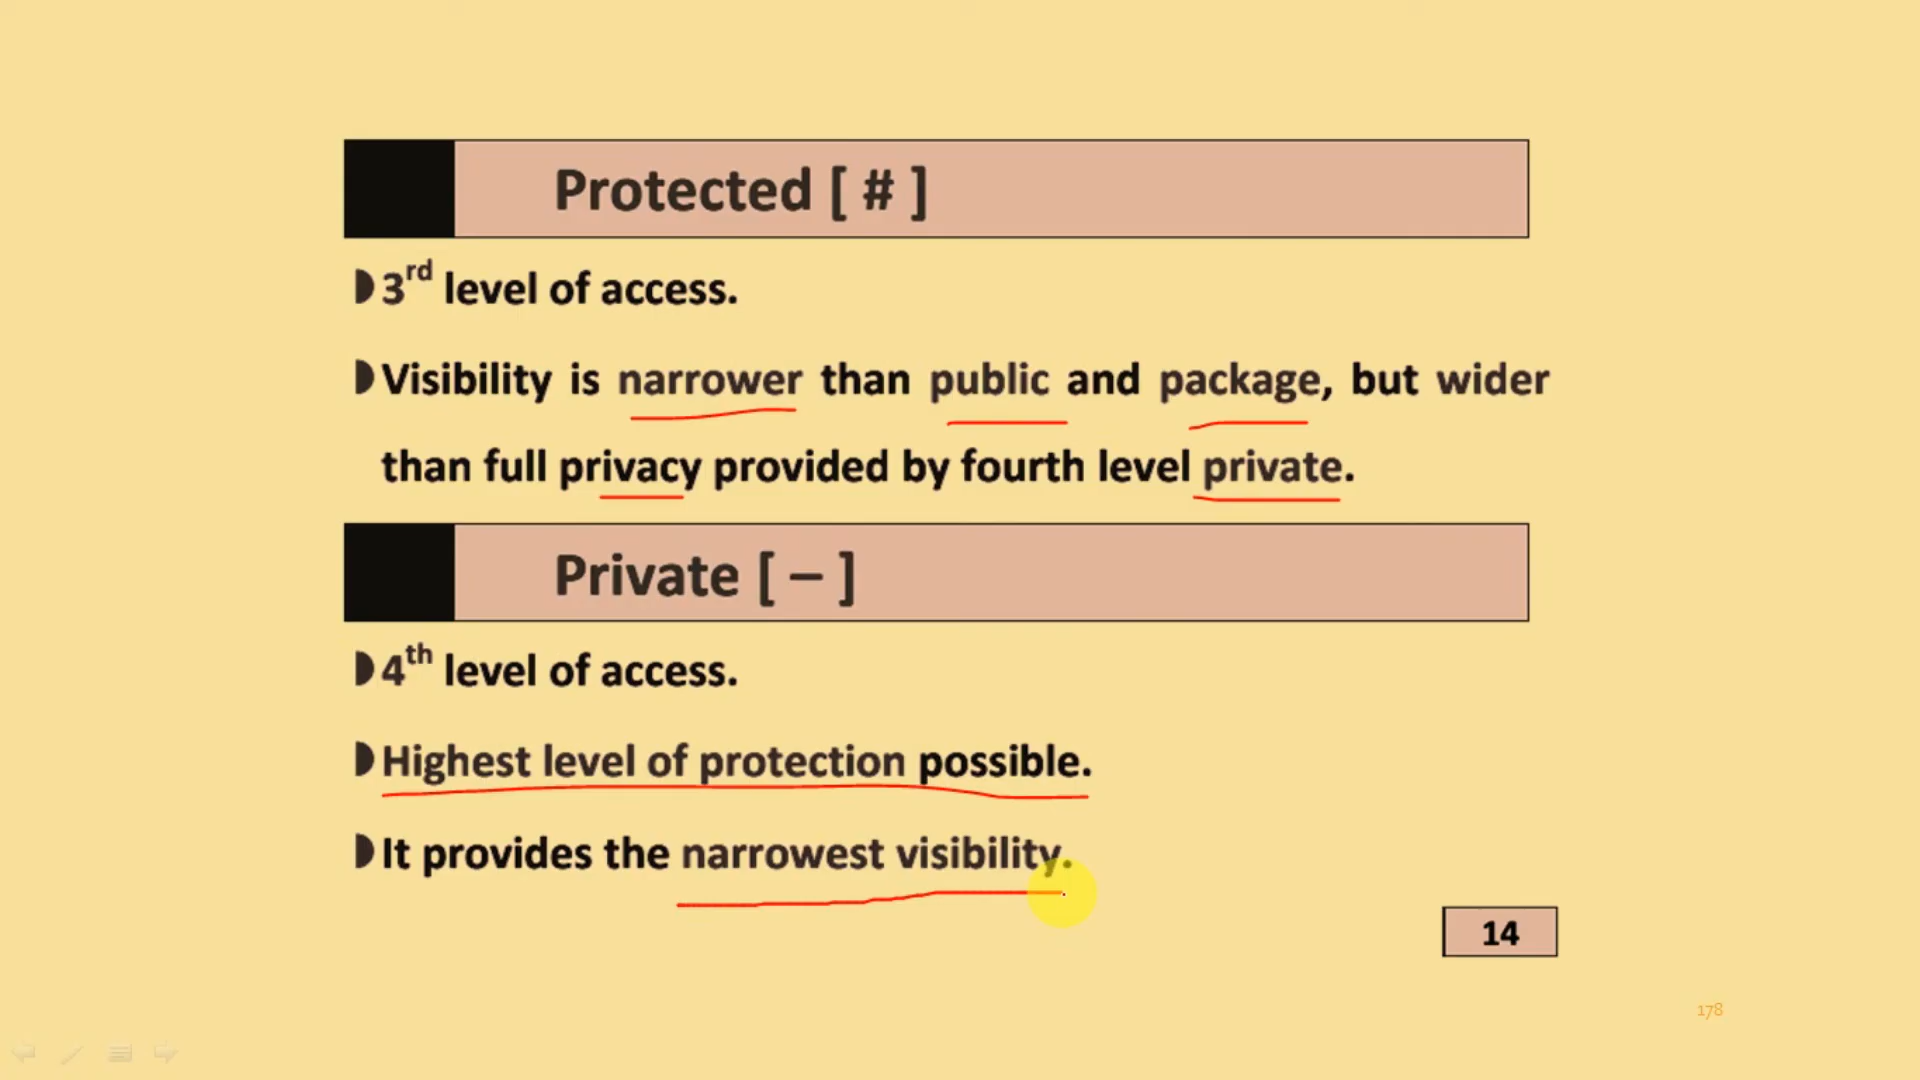 Protected [ # ]
3rd level of access.
Visibility is narrower than public and package, but wider
than full privacy provided by fourth level private.
Private [ – ]
4th level of access.
Highest level of protection possible.
It provides the narrowest visibility.
14
178